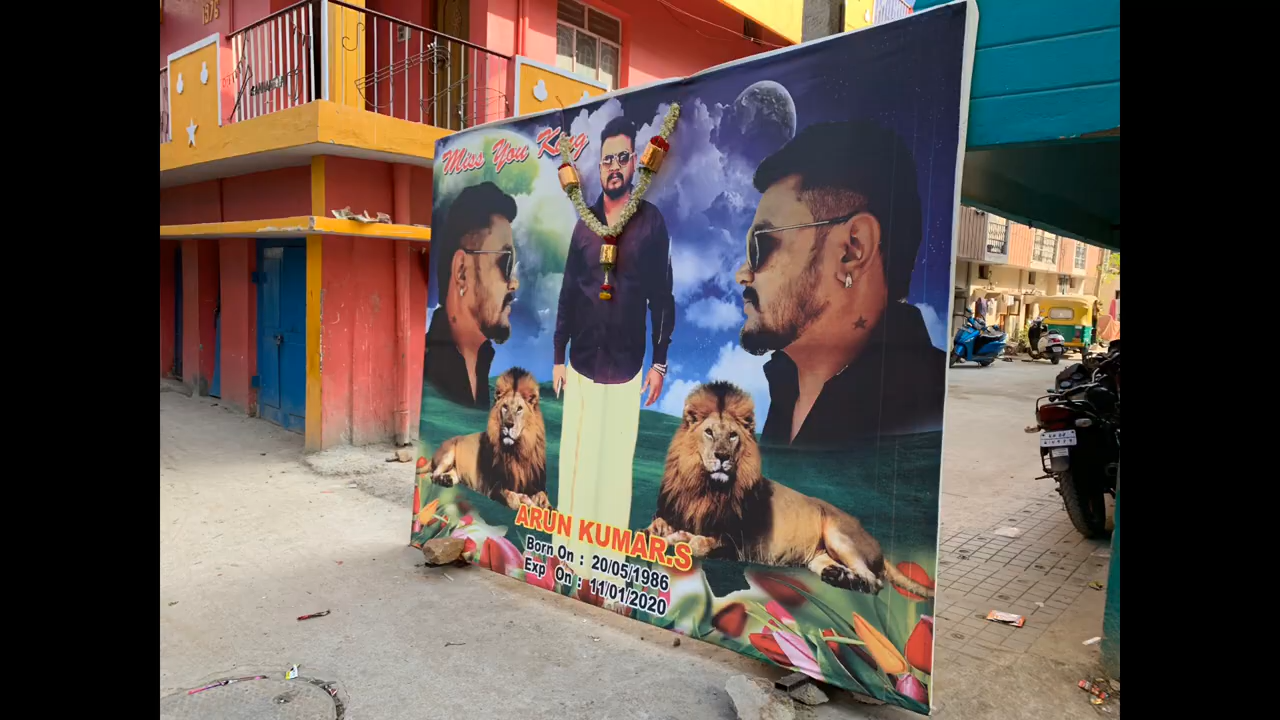 Miss You King
ARUN KUMAR.S
Born On : 20/05/1986
Exp On : 11/01/2020